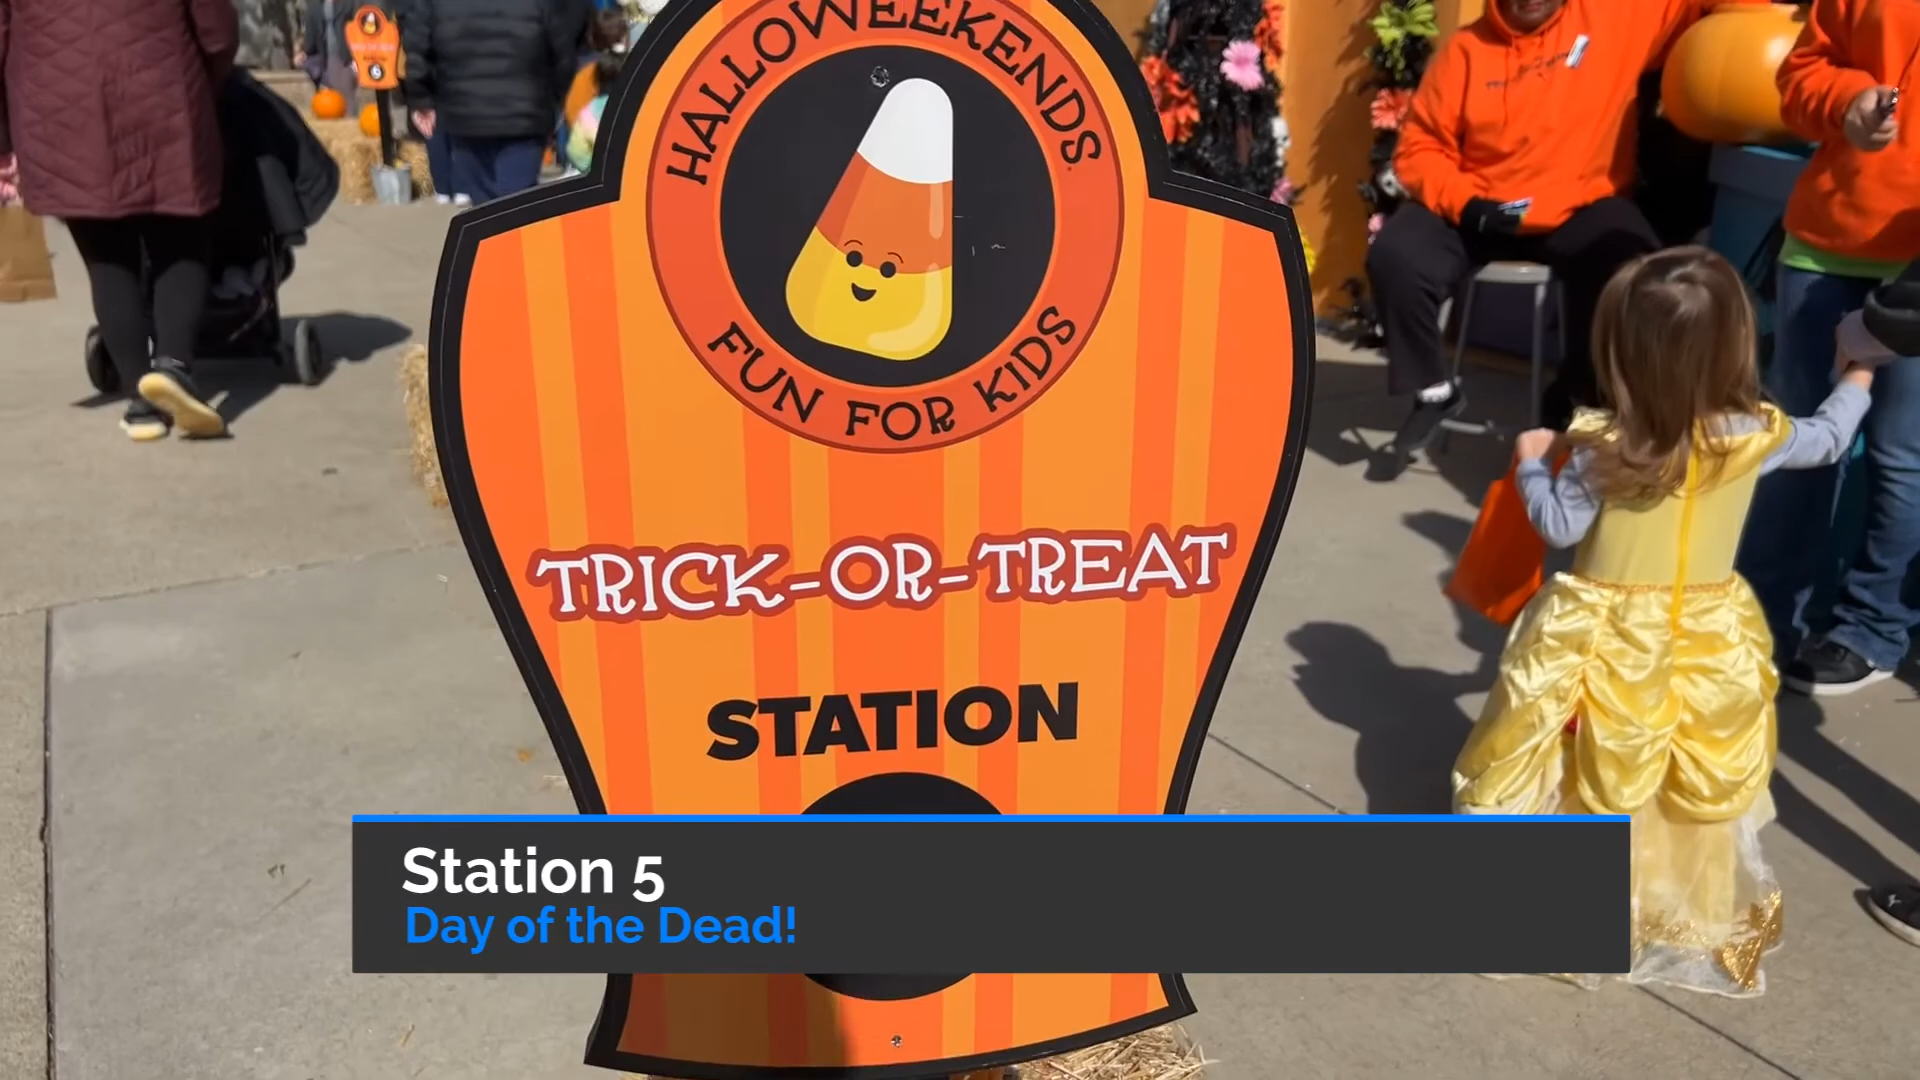 HALLOWEEKENDS
FUN FOR KIDS
TRICK-OR-TREAT
STATION
Station 5
Day of the Dead!